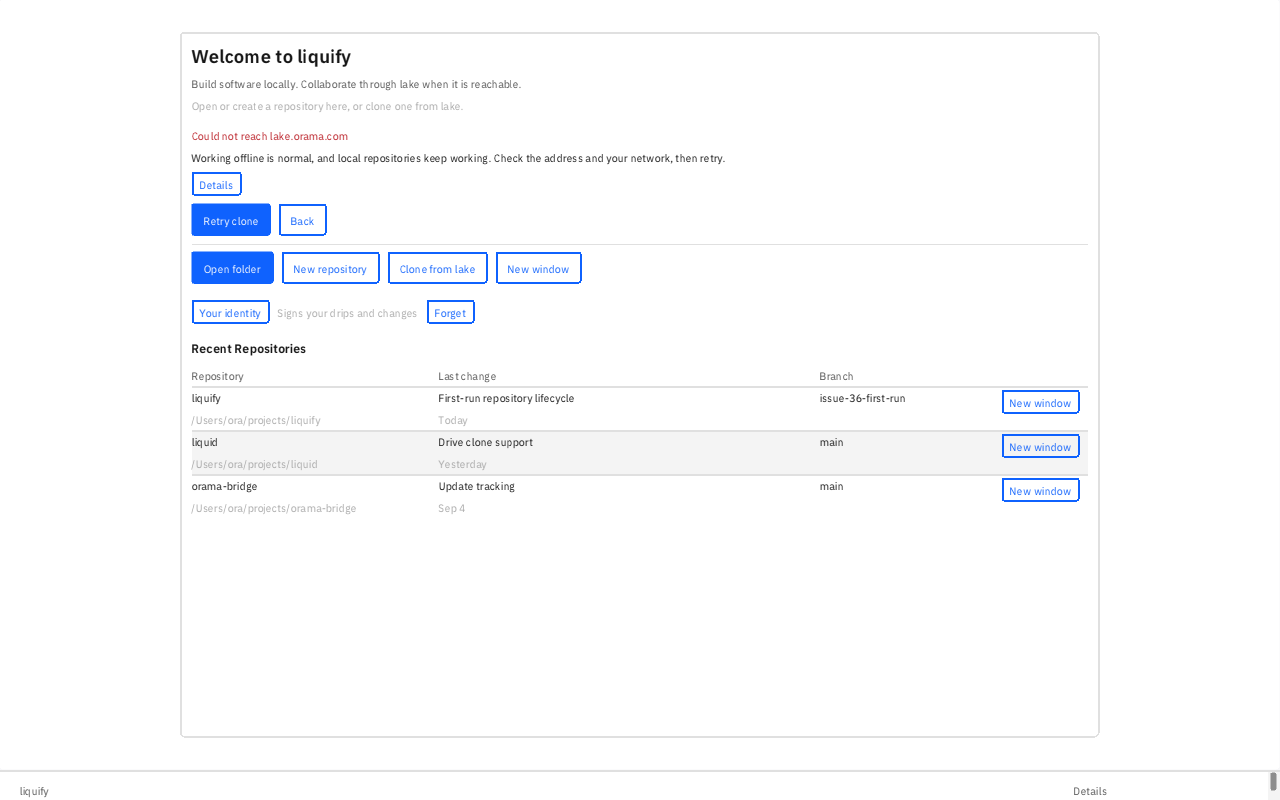 Welcome to liquify
Build software locally. Collaborate through lake when it is reachable.
Open or create a repository here, or clone one from lake.
Could not reach lake.orama.com
Working offline is normal, and local repositories keep working. Check the address and your network, then retry.
Details
Retry clone Back
Open folder New repository Clone from lake New window
Your identity Signs your drips and changes Forget
Recent Repositories
Repository Last change Branch
liquify First-run repository lifecycle issue-36-first-run New window
/Users/ora/projects/liquify Today
liquid Drive clone support main New window
/Users/ora/projects/liquid Yesterday
orama-bridge Update tracking main New window
/Users/ora/projects/orama-bridge Sep 4
liquify Details